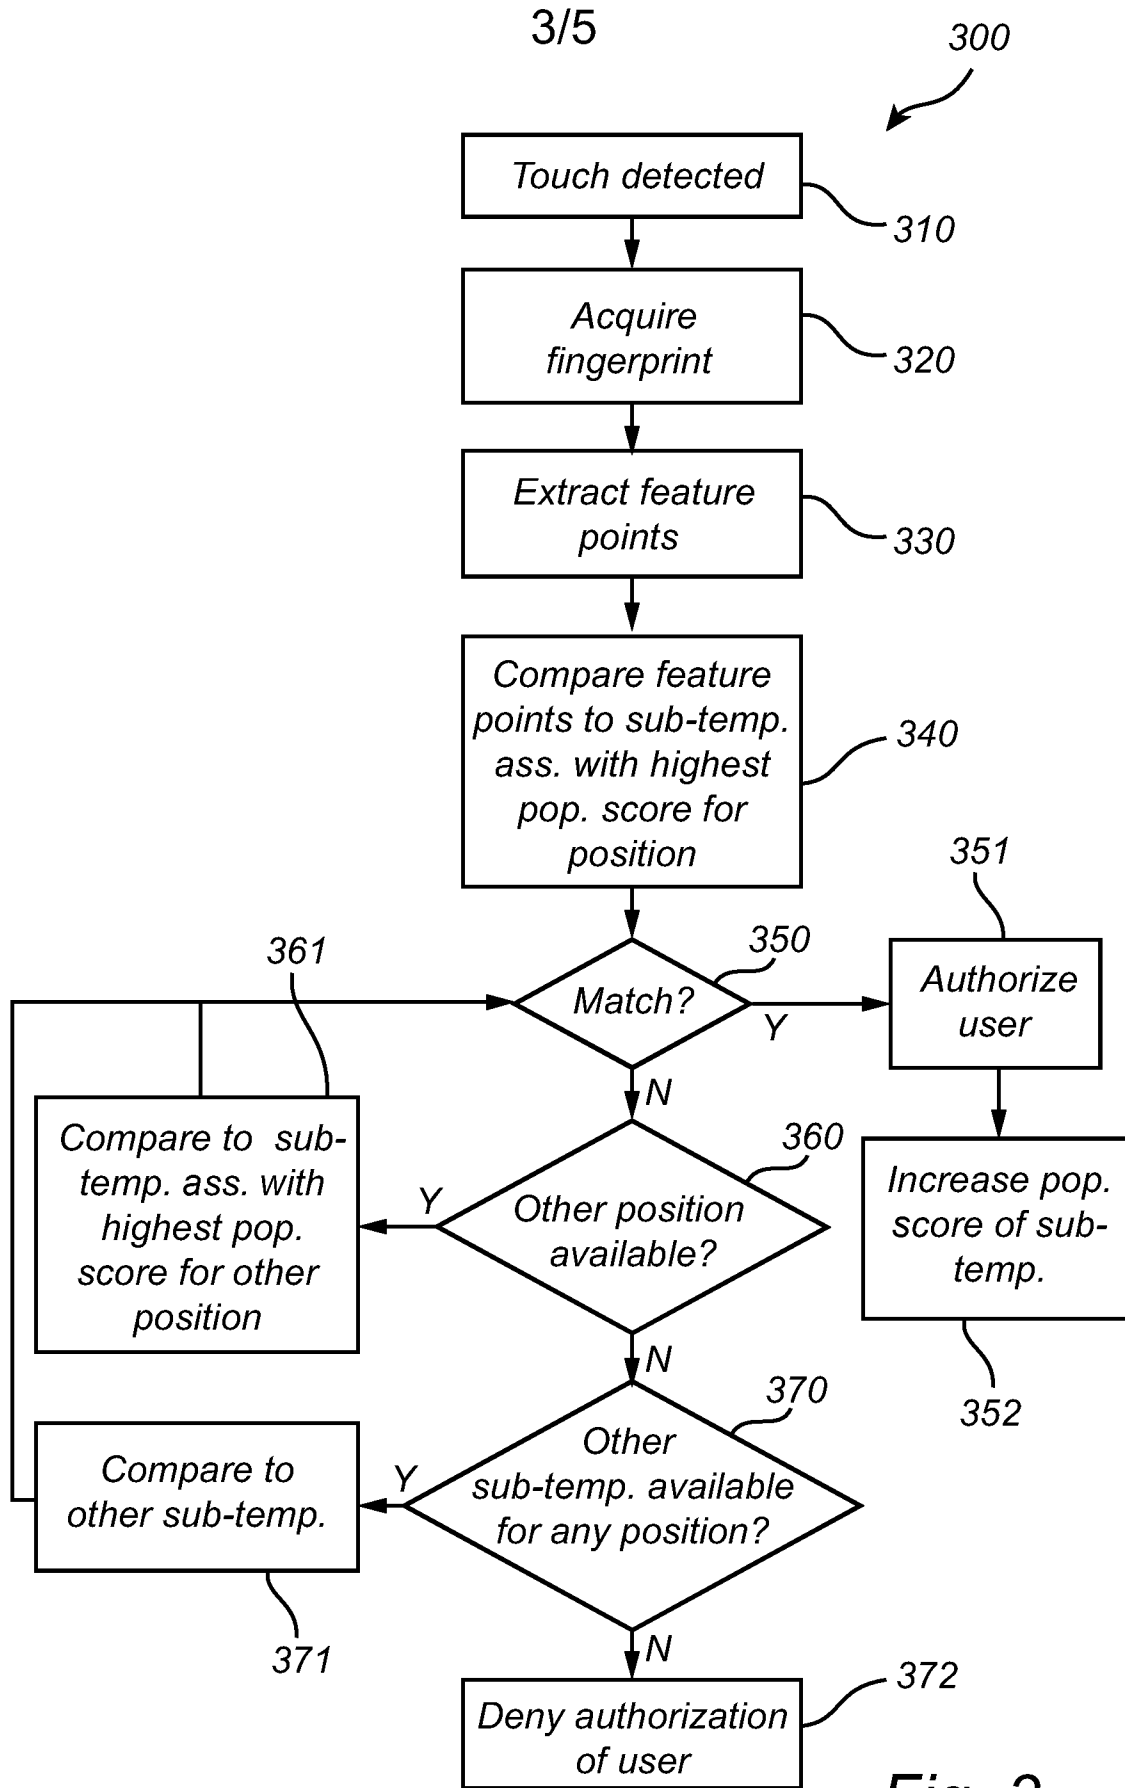 3/5
300
Touch detected
310
Acquire
fingerprint
320
Extract feature
points
330
Compare feature
points to sub-temp.
ass. with highest
pop. score for
position
340
351
361
350
Match?
Y
Authorize
user
N
Compare to sub-
temp. ass. with
highest pop.
score for other
position
360
Y
Other position
available?
Increase pop.
score of sub-
temp.
N
370
352
Compare to
other sub-temp.
Y
Other
sub-temp. available
for any position?
371
N
372
Deny authorization
of user